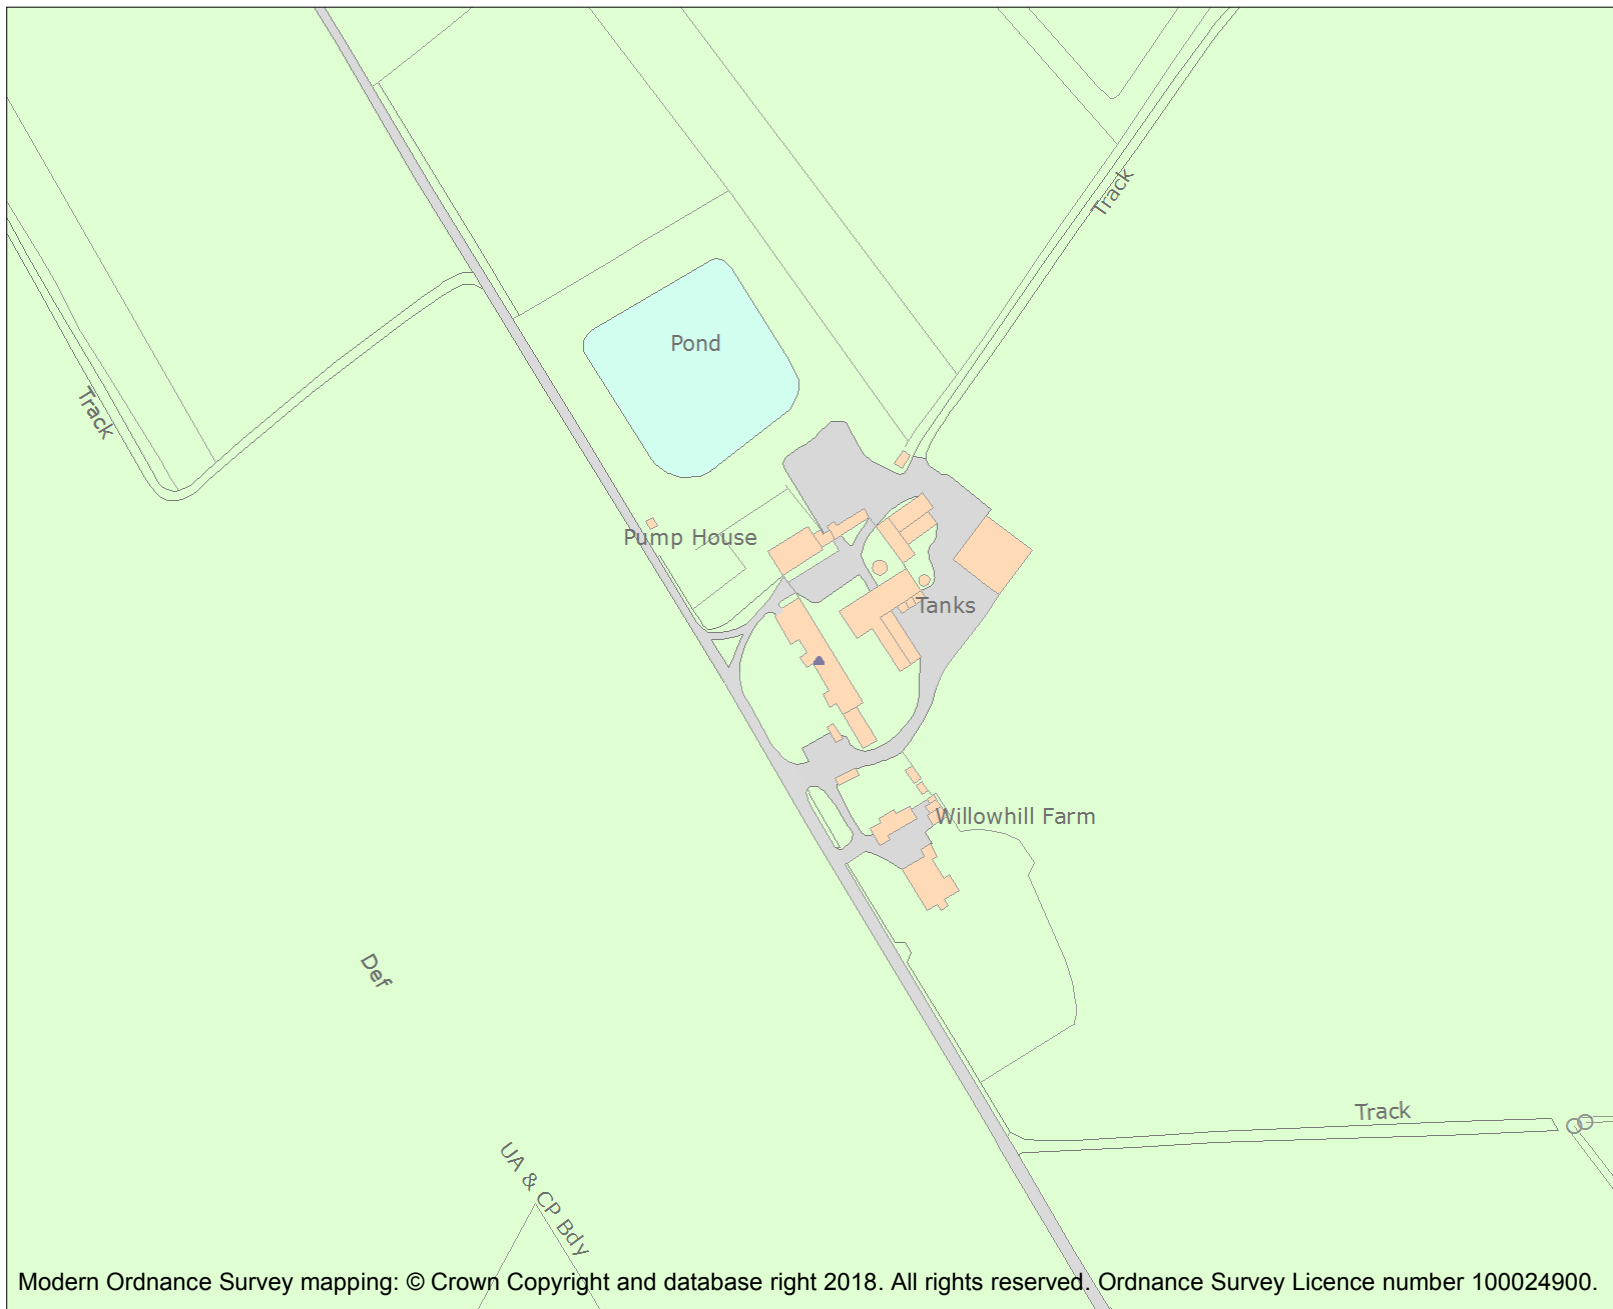 Track
Pond
Track
Pump House
Tanks
Willowhill Farm
Def
Track
UA & CP Bdy
Modern Ordnance Survey mapping: © Crown Copyright and database right 2018. All rights reserved. Ordnance Survey Licence number 100024900.